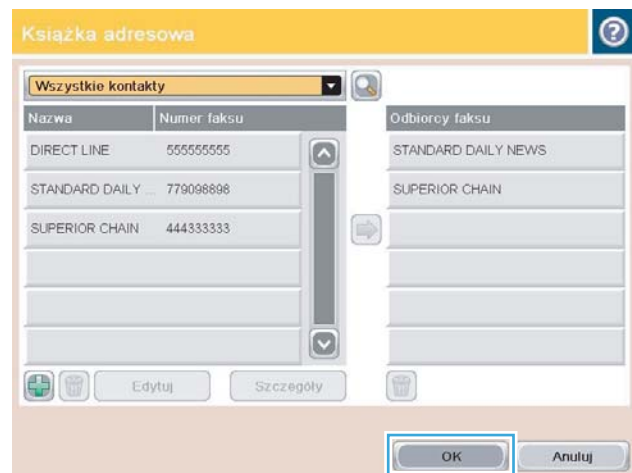 Książka adresowa
?
Wszystkie kontakty
Nazwa Numer faksu
DIRECT LINE 555555555
STANDARD DAILY ... 779098898
SUPERIOR CHAIN 444333333
Edytuj Szczegóły
Odbiorcy faksu
STANDARD DAILY NEWS
SUPERIOR CHAIN
OK Anuluj